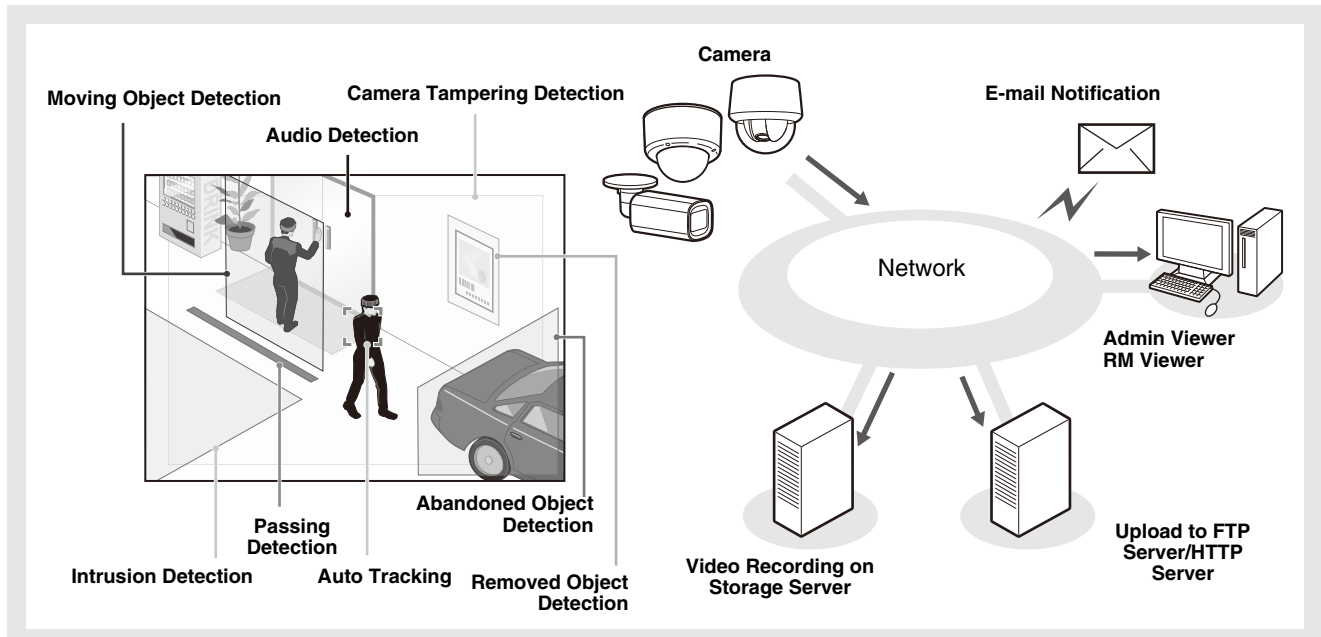 Camera
E-mail Notification
Moving Object Detection
Camera Tampering Detection
Audio Detection
Network
Admin Viewer
RM Viewer
Abandoned Object
Detection
Passing
Detection
Intrusion Detection
Auto Tracking
Removed Object
Detection
Video Recording on
Storage Server
Upload to FTP
Server/HTTP
Server